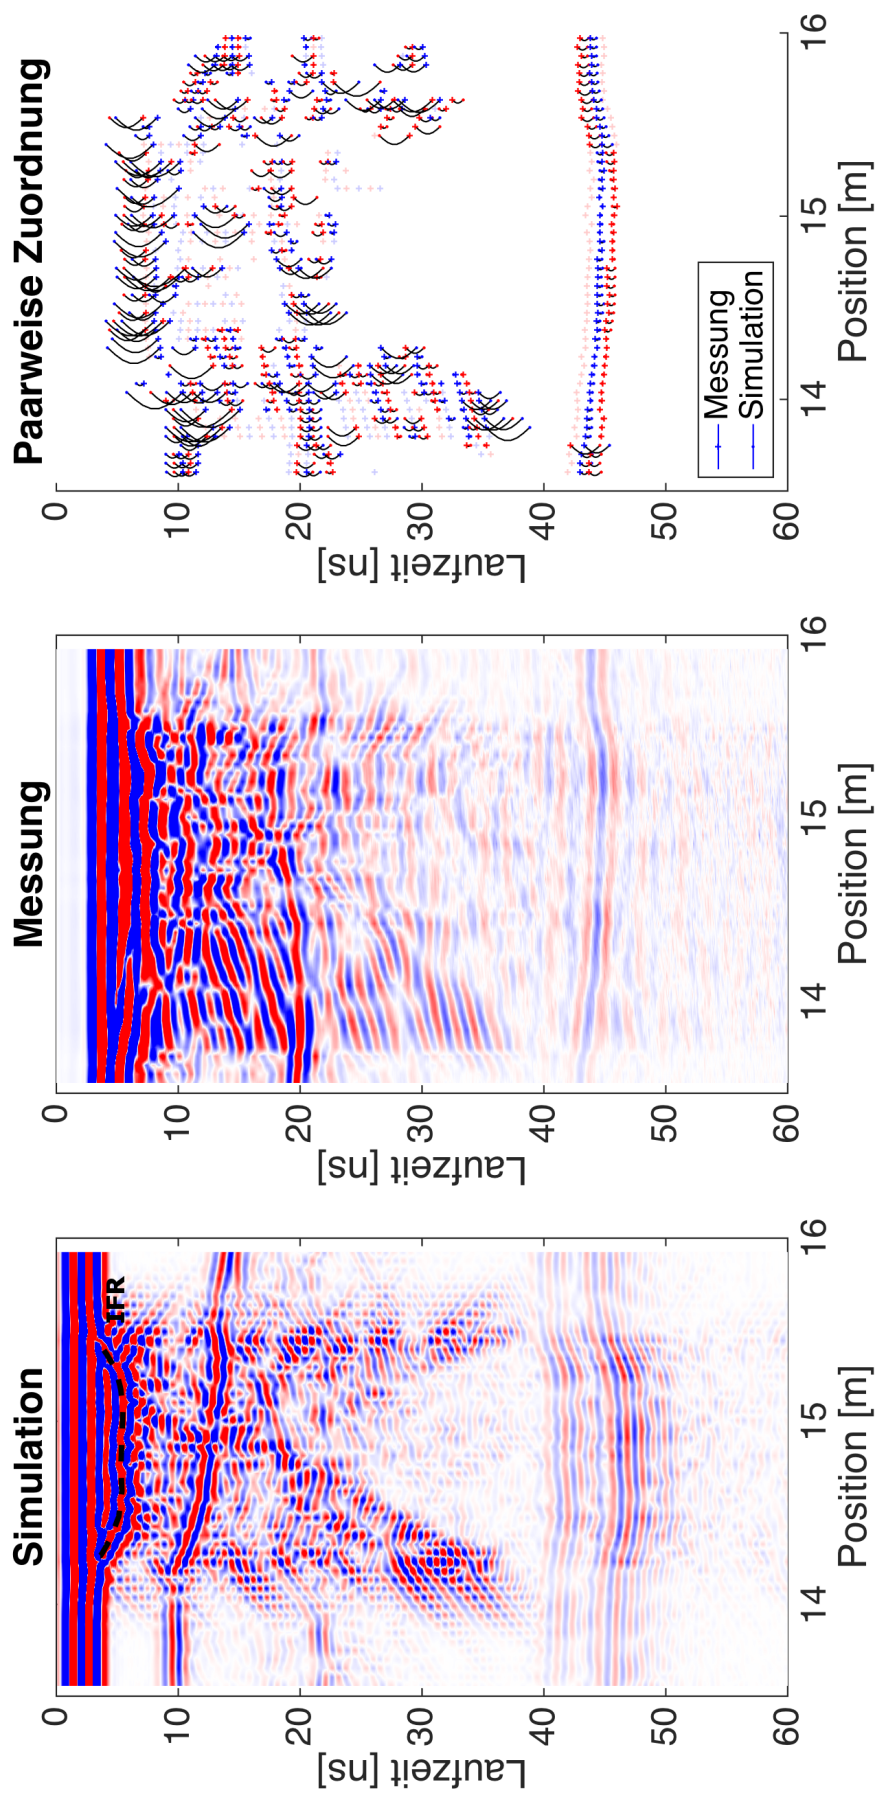 Simulation
0
10
20
30
40
50
60
Laufzeit [ns]
IFR
14 15 16
Position [m]
Messung
0
10
20
30
40
50
60
Laufzeit [ns]
14 15 16
Position [m]
Paarweise Zuordnung
0
10
20
30
40
50
60
Laufzeit [ns]
Messung
Simulation
14 15 16
Position [m]